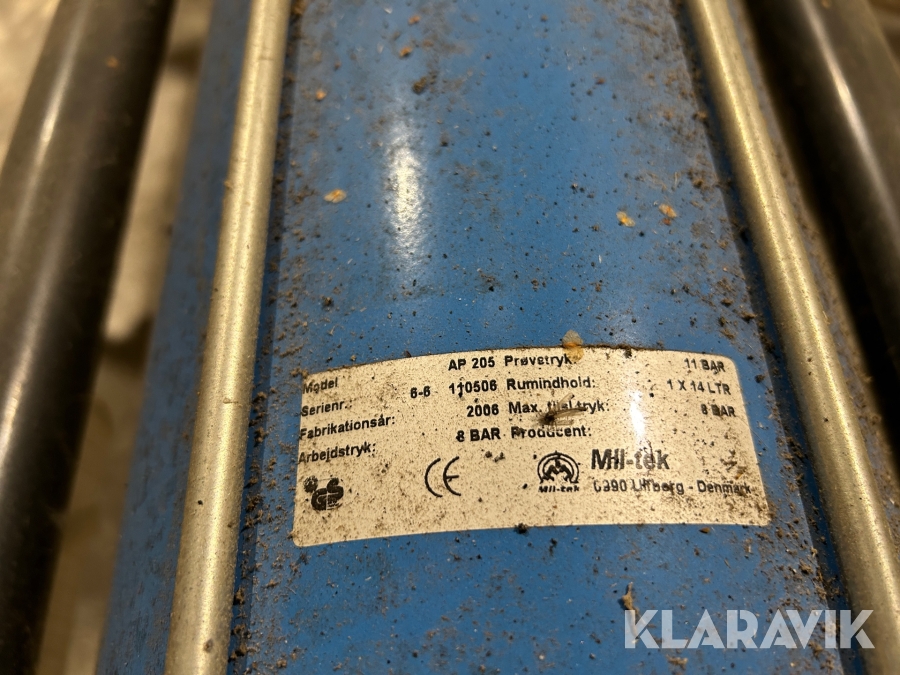 Model AP 205 Prøvetryk: 11 BAR
Serienr.: 6-6 110506 Rumindhold: 1 X 14 LTR
Fabrikationsår: 2006 Max. tryk: 8 BAR
Arbejdstryk: 8 BAR Producent:
GS CE Mil-tek Mil-tek
- Denmark
KLARAVIK